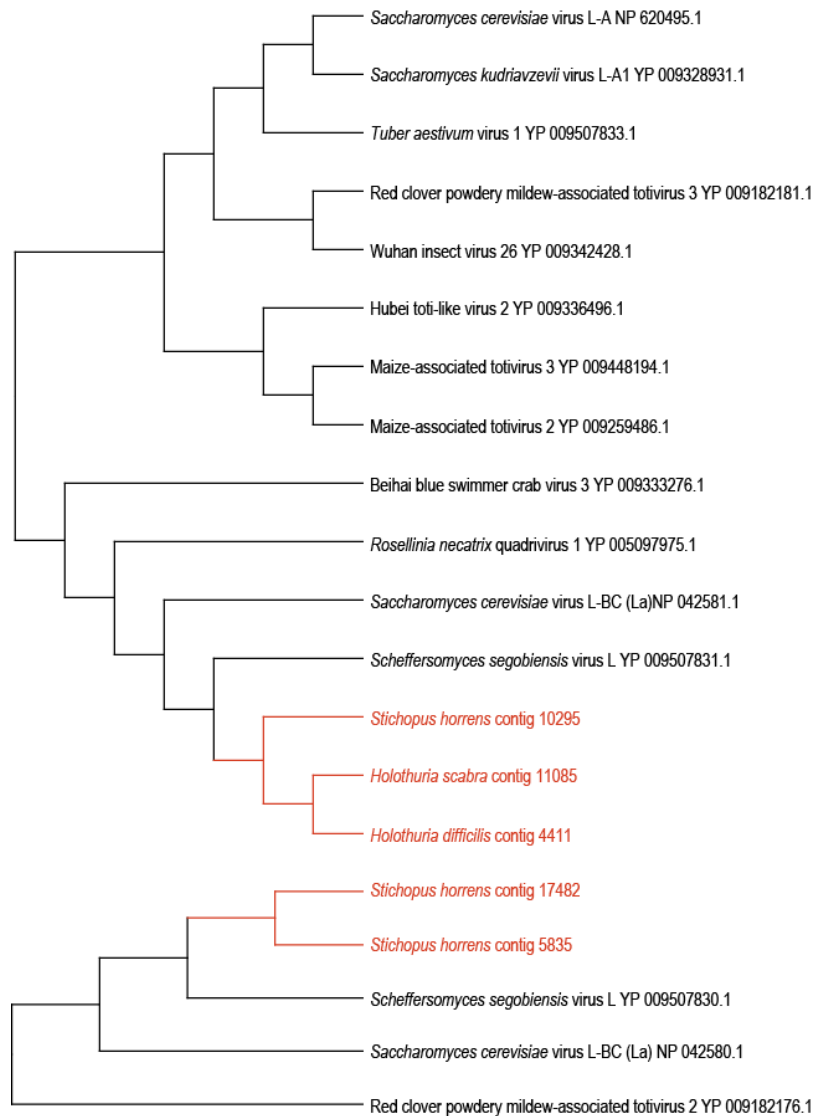 Saccharomyces cerevisiae virus L-A NP 620495.1
Saccharomyces kudriavzevii virus L-A1 YP 009328931.1
Tuber aestivum virus 1 YP 009507833.1
Red clover powdery mildew-associated totivirus 3 YP 009182181.1
Wuhan insect virus 26 YP 009342428.1
Hubei toti-like virus 2 YP 009336496.1
Maize-associated totivirus 3 YP 009448194.1
Maize-associated totivirus 2 YP 009259486.1
Beihai blue swimmer crab virus 3 YP 009333276.1
Rosellinia necatrix quadrivirus 1 YP 005097975.1
Saccharomyces cerevisiae virus L-BC (La)NP 042581.1
Scheffersomyces segobiensis virus L YP 009507831.1
Stichopus horrens contig 10295
Holothuria scabra contig 11085
Holothuria difficilis contig 4411
Stichopus horrens contig 17482
Stichopus horrens contig 5835
Scheffersomyces segobiensis virus L YP 009507830.1
Saccharomyces cerevisiae virus L-BC (La) NP 042580.1
Red clover powdery mildew-associated totivirus 2 YP 009182176.1